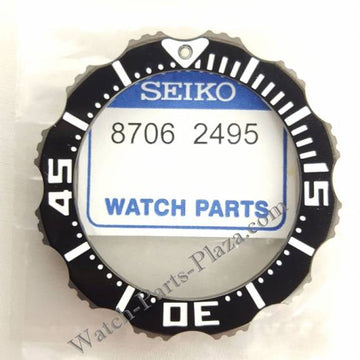 SEIKO
8706 2495
45
15
WATCH PARTS
30
Watch-Parts-Plaza.com